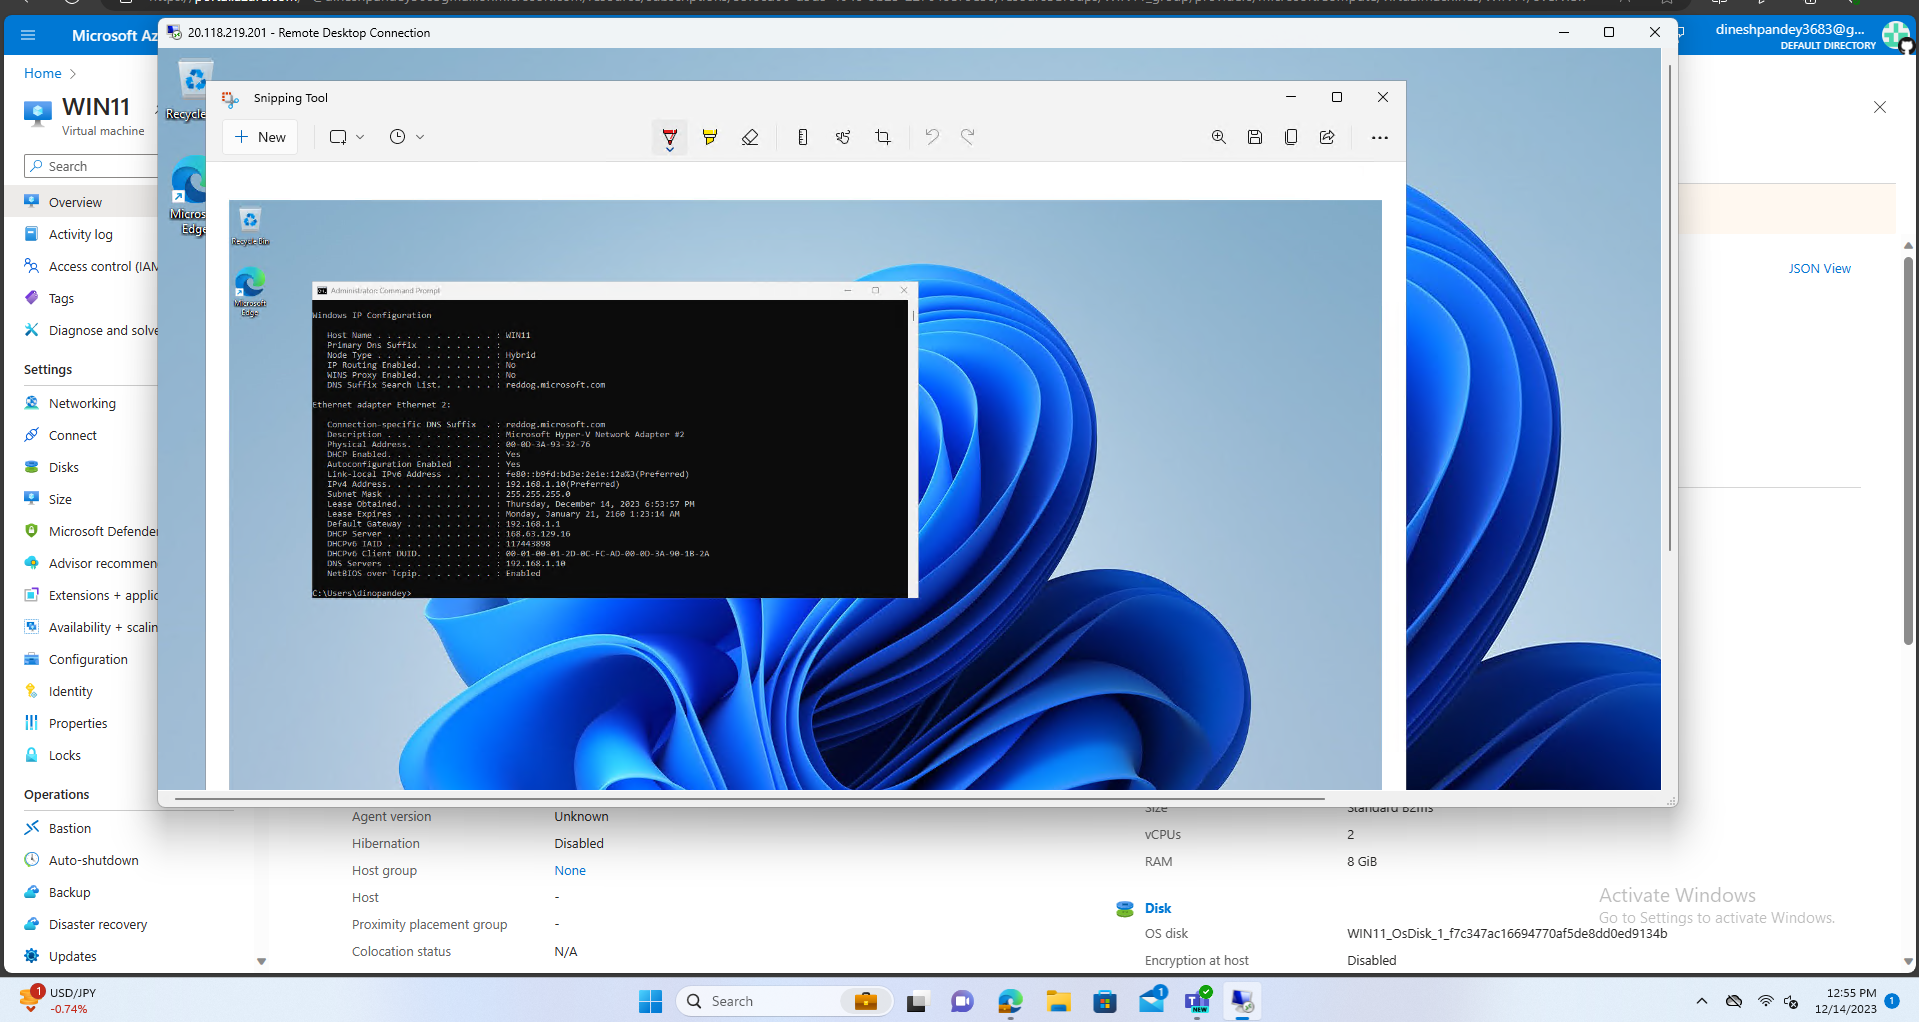 Microsoft Az
dineshpandey3683@g...
DEFAULT DIRECTORY
20.118.219.201 - Remote Desktop Connection
Home
WIN11
Virtual machine
Search
Overview
Activity log
Access control (IAM
Tags
Diagnose and solve
Settings
Networking
Connect
Disks
Size
Microsoft Defender
Advisor recommen
Extensions + applic
Availability + scalin
Configuration
Identity
Properties
Locks
Operations
Bastion
Auto-shutdown
Backup
Disaster recovery
Updates
Recycle
Micros
Edge
Snipping Tool
New
Recycle Bin
Microsoft
Edge
Administrator: Command Prompt
Windows IP Configuration
Host Name . . . . . . . . . . . . : WIN11
Primary Dns Suffix . . . . . . . :
Node Type . . . . . . . . . . . . : Hybrid
IP Routing Enabled. . . . . . . . : No
WINS Proxy Enabled. . . . . . . . : No
DNS Suffix Search List. . . . . . : reddog.microsoft.com
Ethernet adapter Ethernet 2:
Connection-specific DNS Suffix . : reddog.microsoft.com
Description . . . . . . . . . . . : Microsoft Hyper-V Network Adapter #2
Physical Address. . . . . . . . . : 00-0D-3A-93-32-76
DHCP Enabled. . . . . . . . . . . : Yes
Autoconfiguration Enabled . . . . : Yes
Link-local IPv6 Address . . . . . : fe80::b9fd:bd3e:2e1e:12a%3(Preferred)
IPv4 Address. . . . . . . . . . . : 192.168.1.10(Preferred)
Subnet Mask . . . . . . . . . . . : 255.255.255.0
Lease Obtained. . . . . . . . . . : Thursday, December 14, 2023 6:53:57 PM
Lease Expires . . . . . . . . . . : Monday, January 21, 2160 1:23:14 AM
Default Gateway . . . . . . . . . : 192.168.1.1
DHCP Server . . . . . . . . . . . : 168.63.129.16
DHCPv6 IAID . . . . . . . . . . . : 117443898
DHCPv6 Client DUID. . . . . . . . : 00-01-00-01-2D-0C-FC-AD-00-0D-3A-90-1B-2A
DNS Servers . . . . . . . . . . . : 192.168.1.10
NetBIOS over Tcpip. . . . . . . . : Enabled
C:\Users\dinopandey>
JSON View
Agent version Unknown
Hibernation Disabled
Host group None
Host -
Proximity placement group -
Colocation status N/A
Size Standard B2ms
vCPUs 2
RAM 8 GiB
Disk
OS disk WIN11_OsDisk_1_f7c347ac16694770af5de8dd0ed9134b
Encryption at host Disabled
Activate Windows
Go to Settings to activate Windows.
1
USD/JPY
-0.74%
Search
1
NEW
12:55 PM
12/14/2023
1